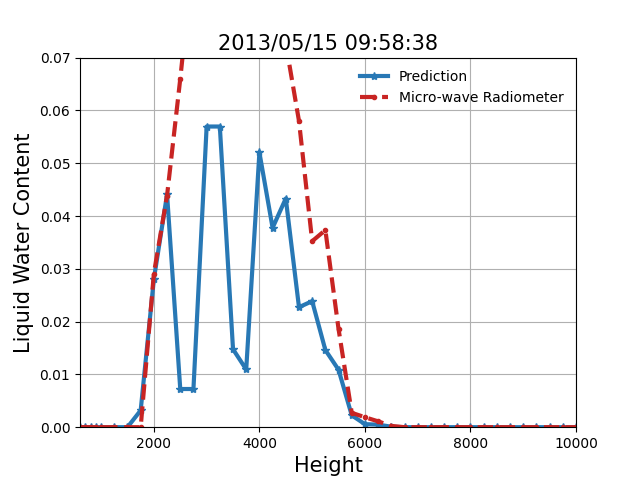 2013/05/15 09:58:38
Prediction
Micro-wave Radiometer
Liquid Water Content
0.07
0.06
0.05
0.04
0.03
0.02
0.01
0.00
2000 4000 6000 8000 10000
Height